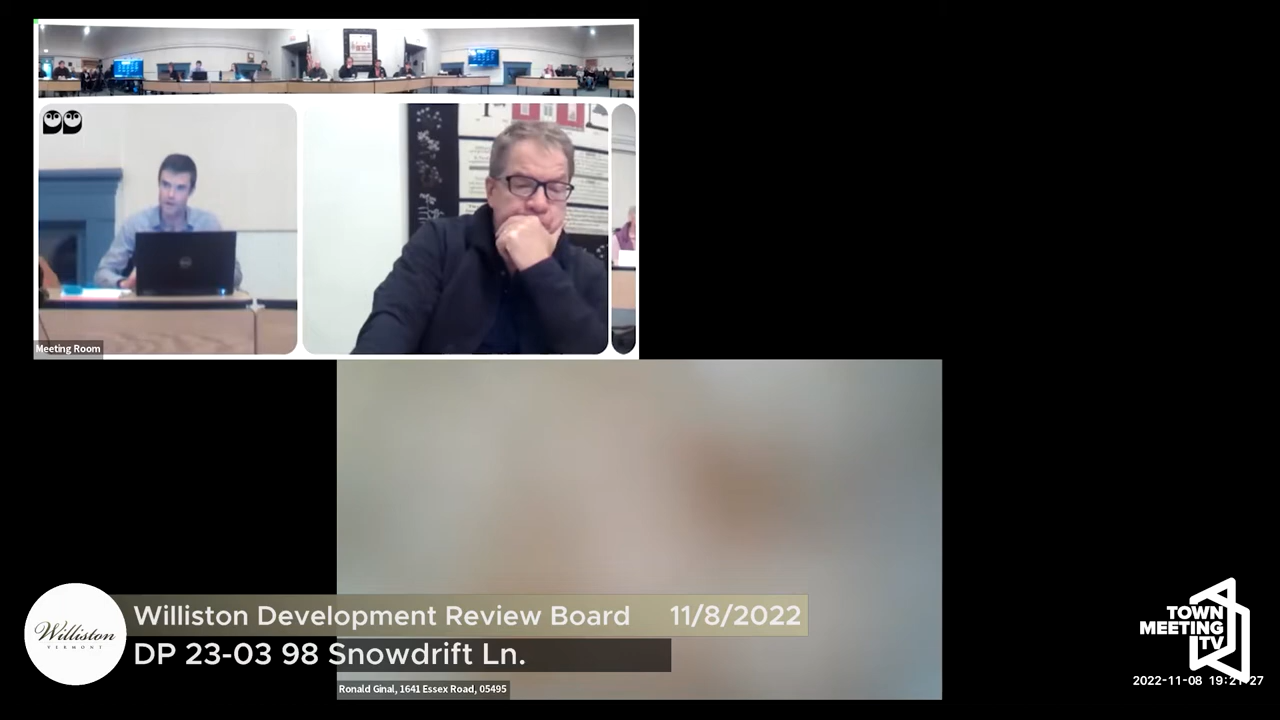 Meeting Room
Williston Development Review Board 11/8/2022
DP 23-03 98 Snowdrift Ln.
Williston
VERMONT
Ronald Ginal, 1641 Essex Road, 05495
TOWN
MEETING
TV
2022-11-08 19:21:27
DELL